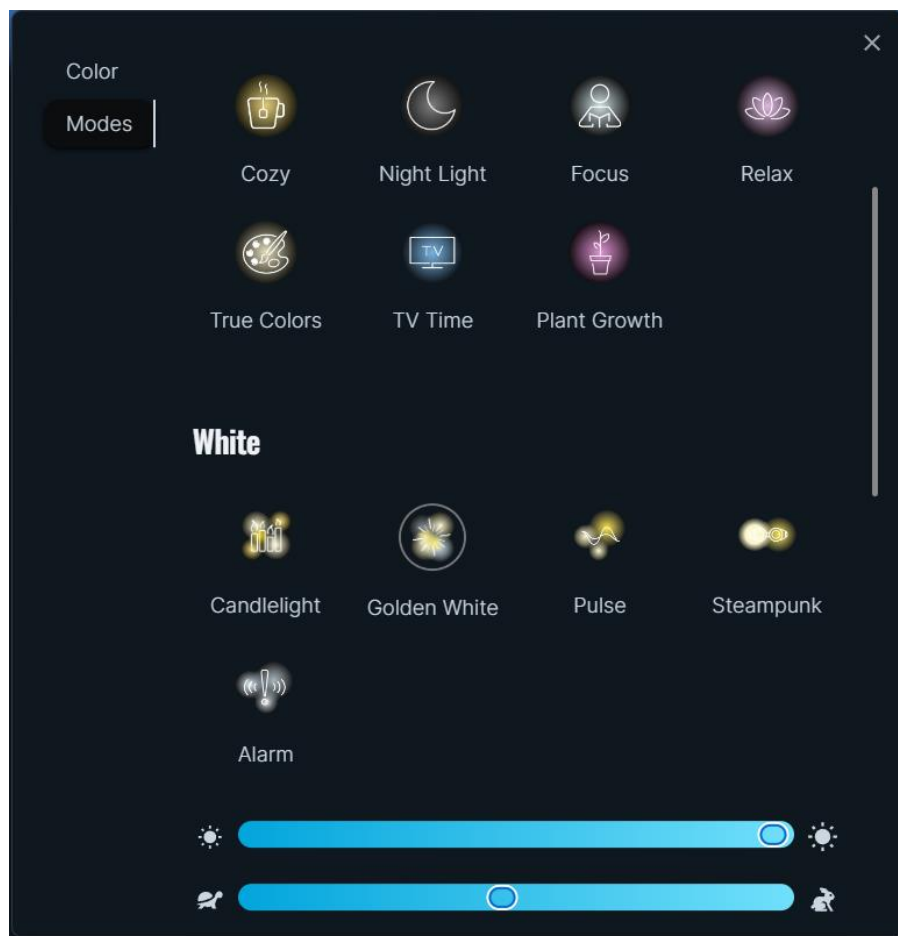 Color
Modes
Cozy Night Light Focus Relax
TV
True Colors TV Time Plant Growth
White
Candlelight Golden White Pulse Steampunk
Alarm